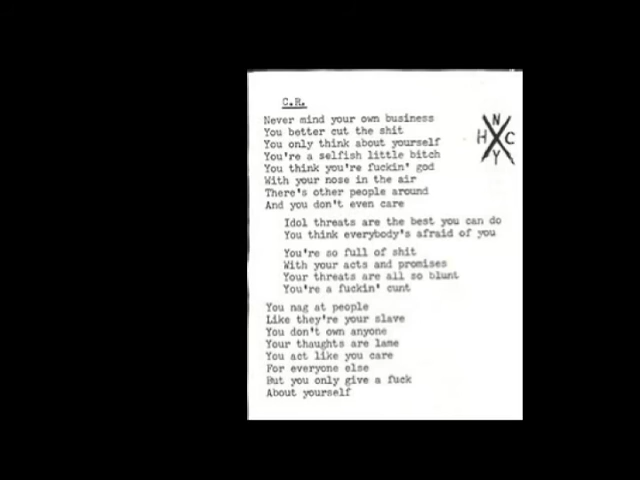 C.R.
Never mind your own business
You better cut the shit
You only think about yourself
You're a selfish little bitch
You think you're fuckin' god
With your nose in the air
There's other people around
And you don't even care
Idol threats are the best you can do
You think everybody's afraid of you
You're so full of shit
With your acts and promises
Your threats are all so blunt
You're a fuckin' cunt
You nag at people
Like they're your slave
You don't own anyone
Your thaughts are lame
You act like you care
For everyone else
But you only give a fuck
About yourself
N
H C
Y